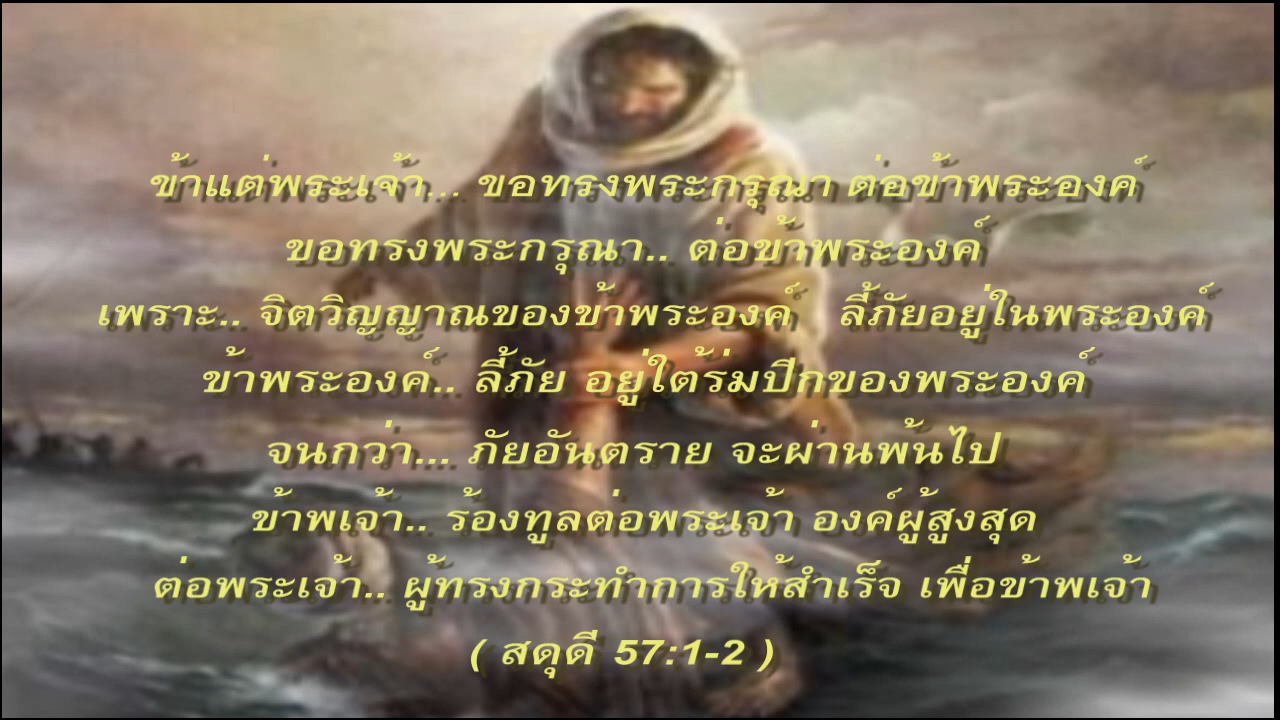 ข้าแต่พระเจ้า... ขอทรงพระกรุณา ต่อข้าพระองค์
ขอทรงพระกรุณา.. ต่อข้าพระองค์
เพราะ.. จิตวิญญาณของข้าพระองค์ ลี้ภัยอยู่ในพระองค์
ข้าพระองค์.. ลี้ภัย อยู่ใต้ร่มปีกของพระองค์
จนกว่า... ภัยอันตราย จะผ่านพ้นไป
ข้าพเจ้า.. ร้องทูลต่อพระเจ้า องค์ผู้สูงสุด
ต่อพระเจ้า.. ผู้ทรงกระทำการให้สำเร็จ เพื่อข้าพเจ้า
( สดุดี 57:1-2 )